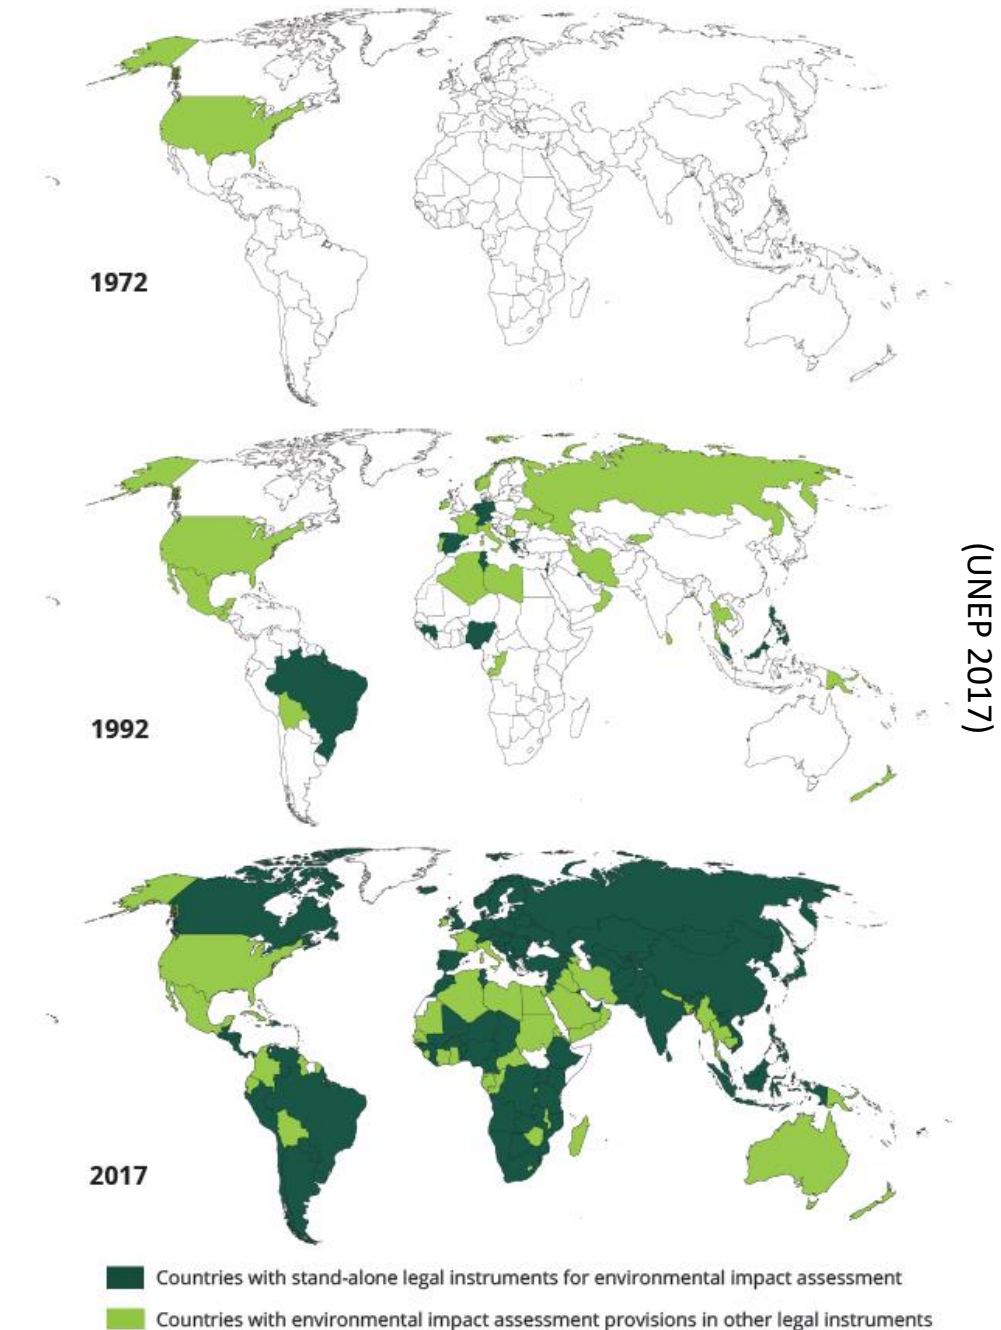 1972
(UNEP 2017)
1992
2017
Countries with stand-alone legal instruments for environmental impact assessment
Countries with environmental impact assessment provisions in other legal instruments